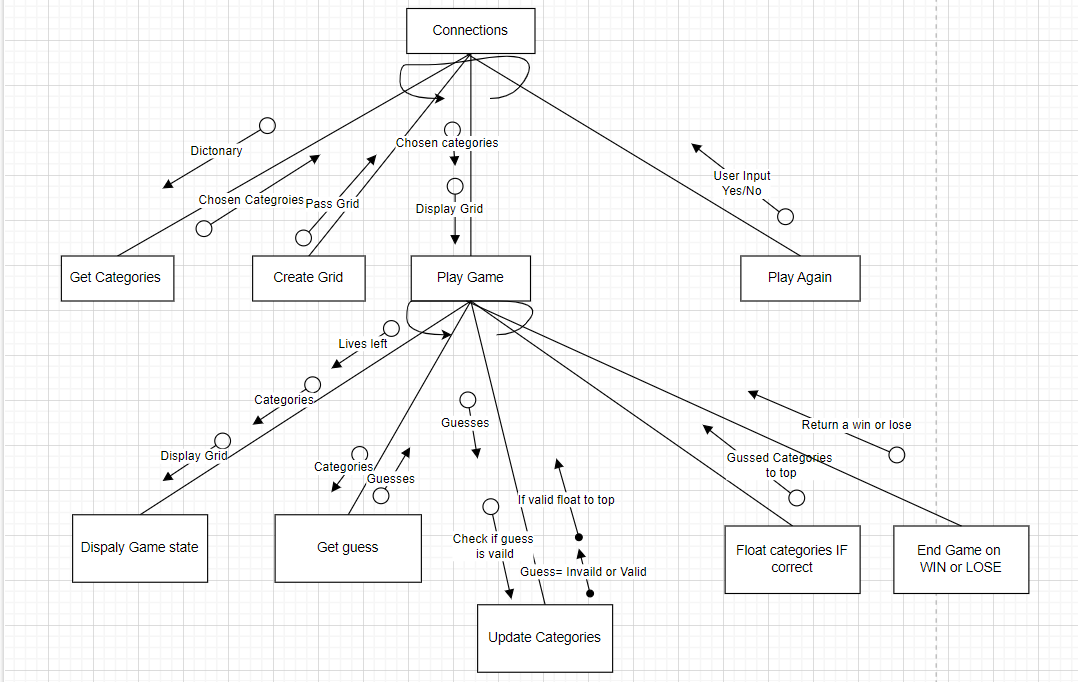 Connections
Dictonary
Chosen categories
User Input
Yes/No
Chosen Categroies
Pass Grid
Display Grid
Get Categories
Create Grid
Play Game
Play Again
Lives left
Categories
Guesses
Return a win or lose
Display Grid
Categories
Guesses
Gussed Categories
to top
If valid float to top
Check if guess
is vaild
Guess= Invaild or Valid
Dispaly Game state
Get guess
Float categories IF
correct
End Game on
WIN or LOSE
Update Categories